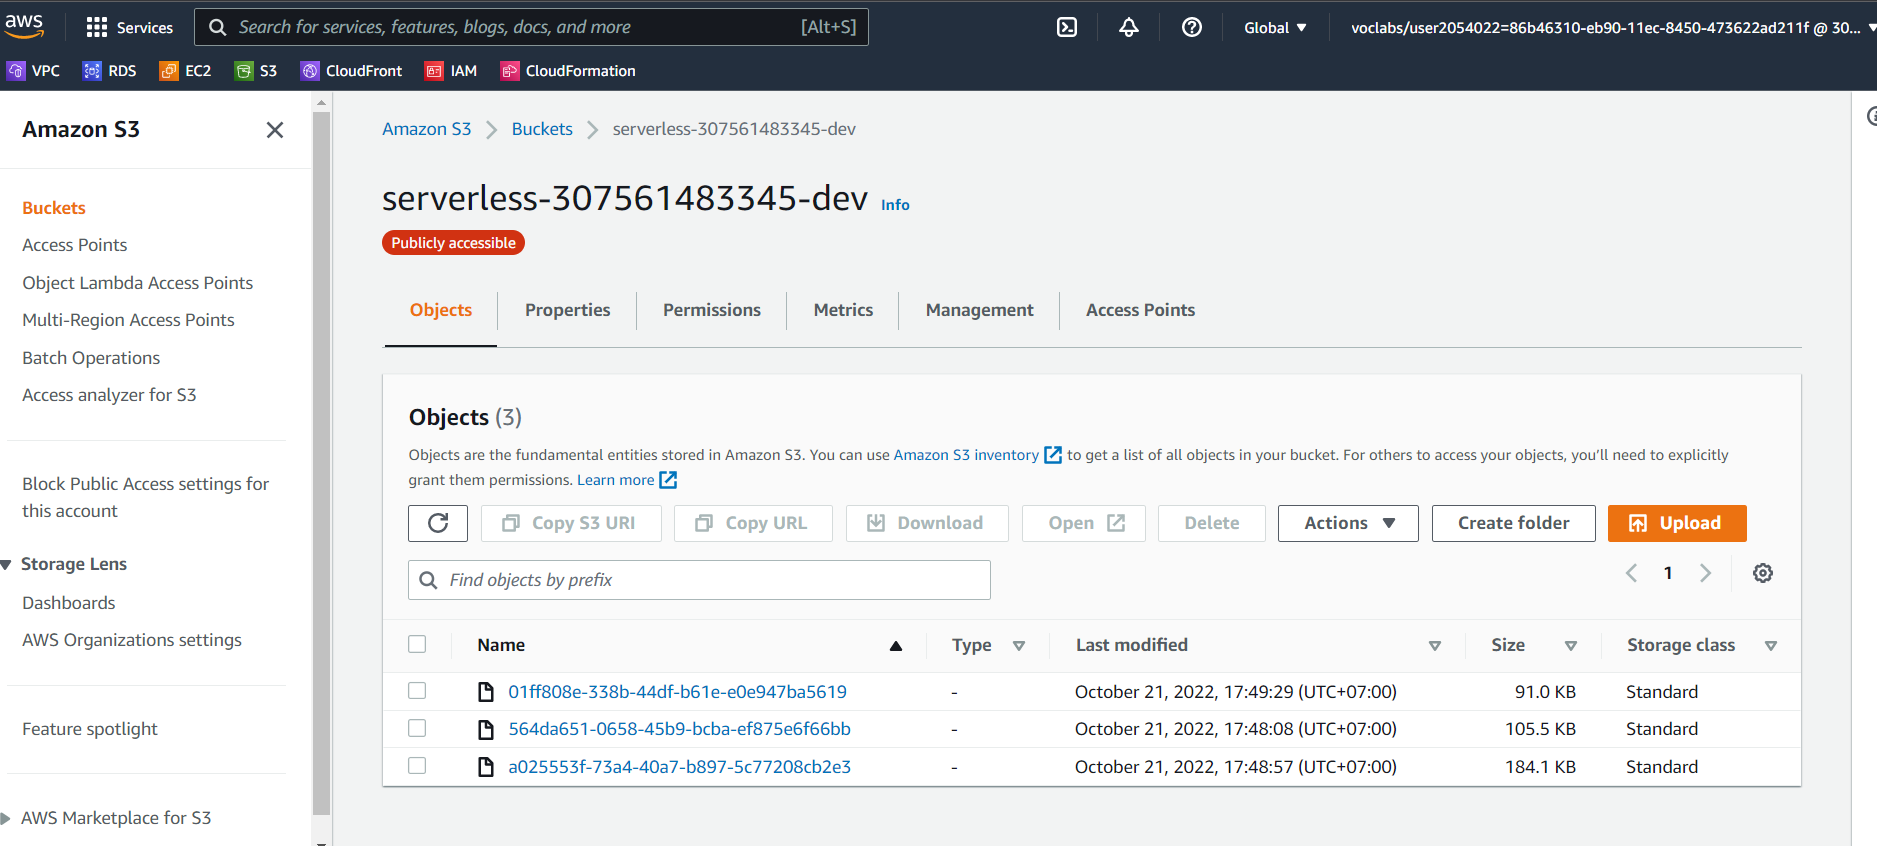 aws
Services
Search for services, features, blogs, docs, and more [Alt+S]
Global
voclabs/user2054022=86b46310-eb90-11ec-8450-473622ad211f @ 30...
VPC RDS EC2 S3 CloudFront IAM CloudFormation
Amazon S3
Buckets
Access Points
Object Lambda Access Points
Multi-Region Access Points
Batch Operations
Access analyzer for S3
Block Public Access settings for
this account
Storage Lens
Dashboards
AWS Organizations settings
Feature spotlight
AWS Marketplace for S3
Amazon S3 Buckets serverless-307561483345-dev
serverless-307561483345-dev Info
Publicly accessible
Objects Properties Permissions Metrics Management Access Points
Objects (3)
Objects are the fundamental entities stored in Amazon S3. You can use Amazon S3 inventory to get a list of all objects in your bucket. For others to access your objects, you'll need to explicitly
grant them permissions. Learn more
Copy S3 URI Copy URL Download Open Delete Actions Create folder Upload
Find objects by prefix
1
Name Type Last modified Size Storage class
01ff808e-338b-44df-b61e-e0e947ba5619 - October 21, 2022, 17:49:29 (UTC+07:00) 91.0 KB Standard
564da651-0658-45b9-bcba-ef875e6f66bb - October 21, 2022, 17:48:08 (UTC+07:00) 105.5 KB Standard
a025553f-73a4-40a7-b897-5c77208cb2e3 - October 21, 2022, 17:48:57 (UTC+07:00) 184.1 KB Standard